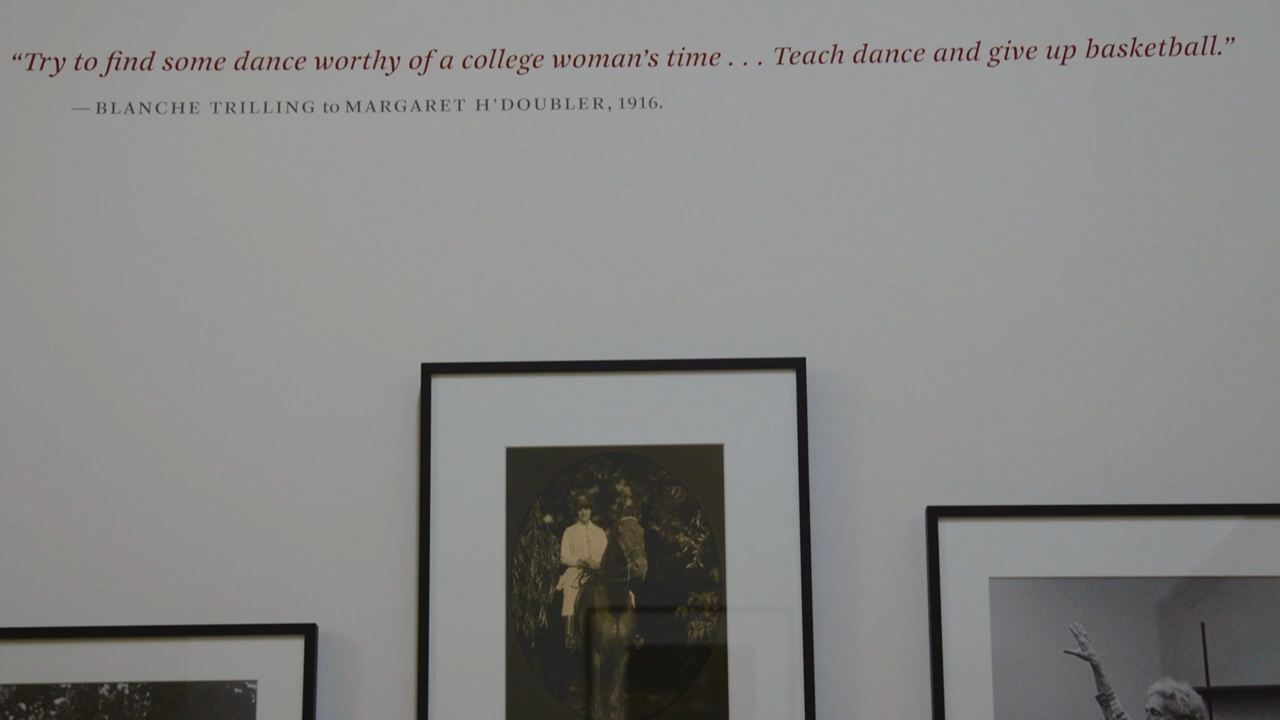 “Try to find some dance worthy of a college woman’s time . . . Teach dance and give up basketball.”
— BLANCHE TRILLING to MARGARET H’DOUBLER, 1916.